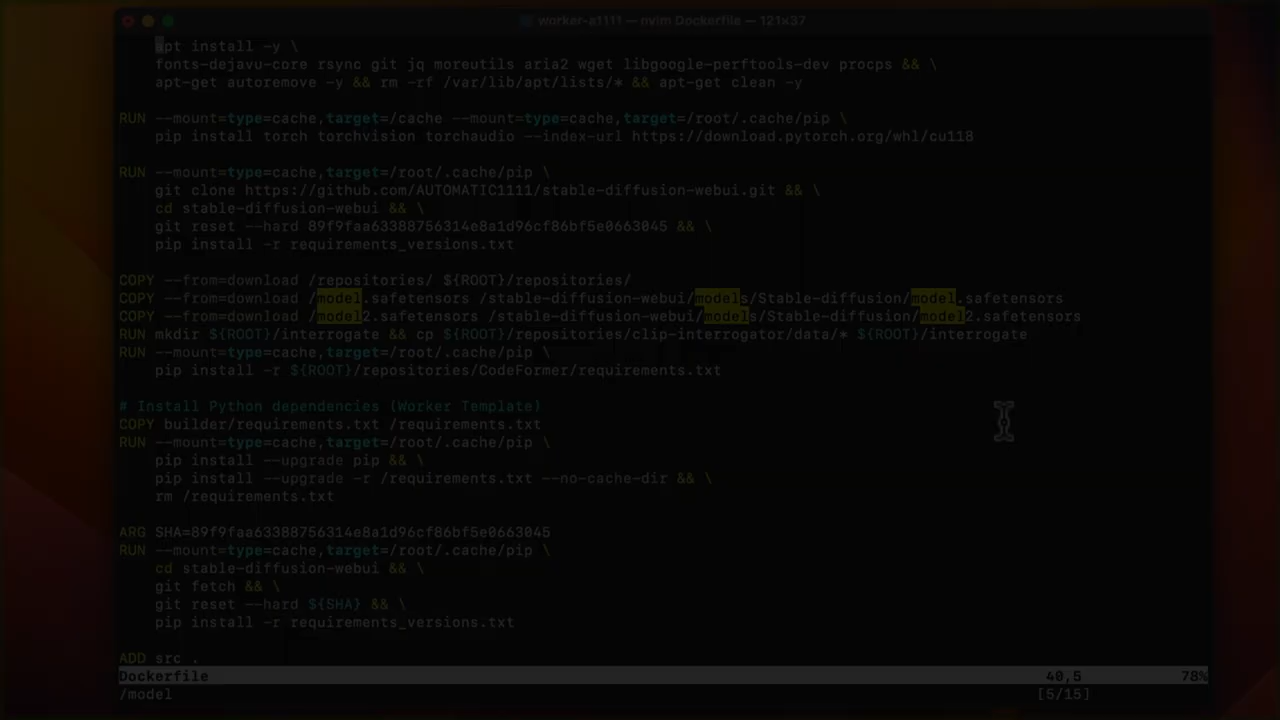 worker-a1111 — nvim Dockerfile — 121×37
apt install -y \
fonts-dejavu-core rsync git jq moreutils aria2 wget libgoogle-perftools-dev procps && \
apt-get autoremove -y && rm -rf /var/lib/apt/lists/* && apt-get clean -y
RUN --mount=type=cache,target=/cache --mount=type=cache,target=/root/.cache/pip \
pip install torch torchvision torchaudio --index-url https://download.pytorch.org/whl/cu118
RUN --mount=type=cache,target=/root/.cache/pip \
git clone https://github.com/AUTOMATIC1111/stable-diffusion-webui.git && \
cd stable-diffusion-webui && \
git reset --hard 89f9faa63388756314e8a1d96cf86bf5e0663045 && \
pip install -r requirements_versions.txt
COPY --from=download /repositories/ ${ROOT}/repositories/
COPY --from=download /model.safetensors /stable-diffusion-webui/models/Stable-diffusion/model.safetensors
COPY --from=download /model2.safetensors /stable-diffusion-webui/models/Stable-diffusion/model2.safetensors
RUN mkdir ${ROOT}/interrogate && cp ${ROOT}/repositories/clip-interrogator/data/* ${ROOT}/interrogate
RUN --mount=type=cache,target=/root/.cache/pip \
pip install -r ${ROOT}/repositories/CodeFormer/requirements.txt
# Install Python dependencies (Worker Template)
COPY builder/requirements.txt /requirements.txt
RUN --mount=type=cache,target=/root/.cache/pip \
pip install --upgrade pip && \
pip install --upgrade -r /requirements.txt --no-cache-dir && \
rm /requirements.txt
ARG SHA=89f9faa63388756314e8a1d96cf86bf5e0663045
RUN --mount=type=cache,target=/root/.cache/pip \
cd stable-diffusion-webui && \
git fetch && \
git reset --hard ${SHA} && \
pip install -r requirements_versions.txt
ADD src .
Dockerfile 40,5 78%
/model [5/15]